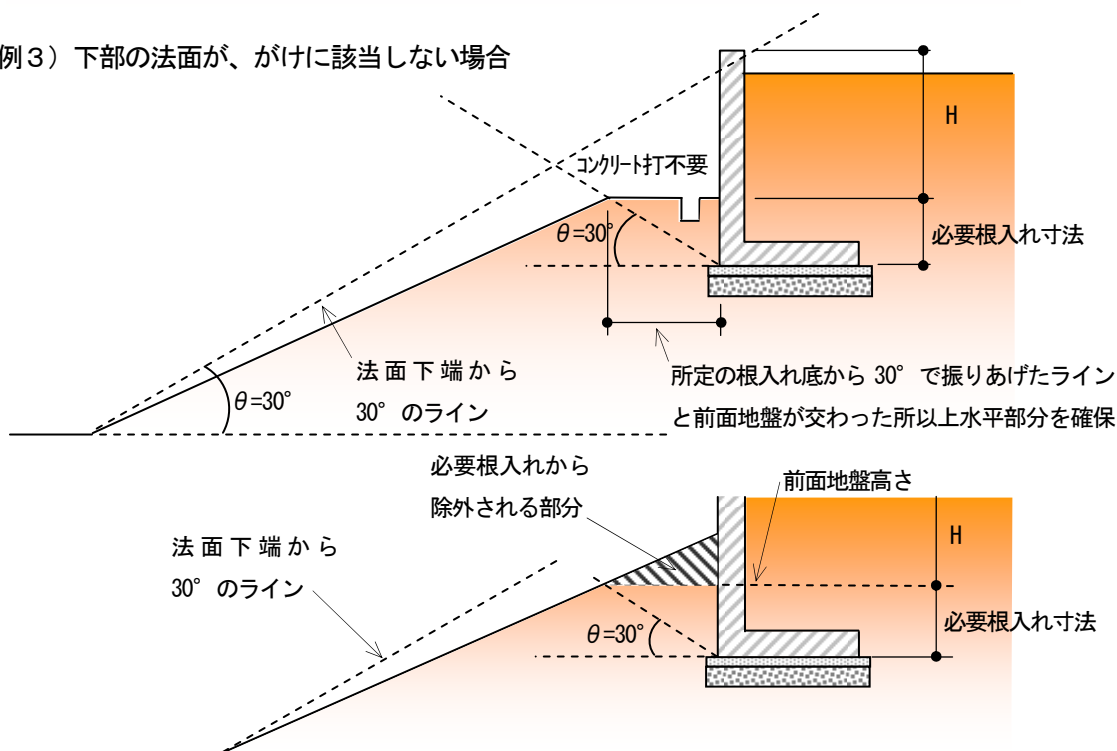 例３）下部の法面が、がけに該当しない場合
H
コンクリート打不要
必要根入れ寸法
θ=30°
法面下端から
30° のライン
θ=30°
所定の根入れ底から 30° で振りあげたライン
と前面地盤が交わった所以上水平部分を確保
必要根入れから
除外される部分
前面地盤高さ
法面下端から
30° のライン
H
必要根入れ寸法
θ=30°